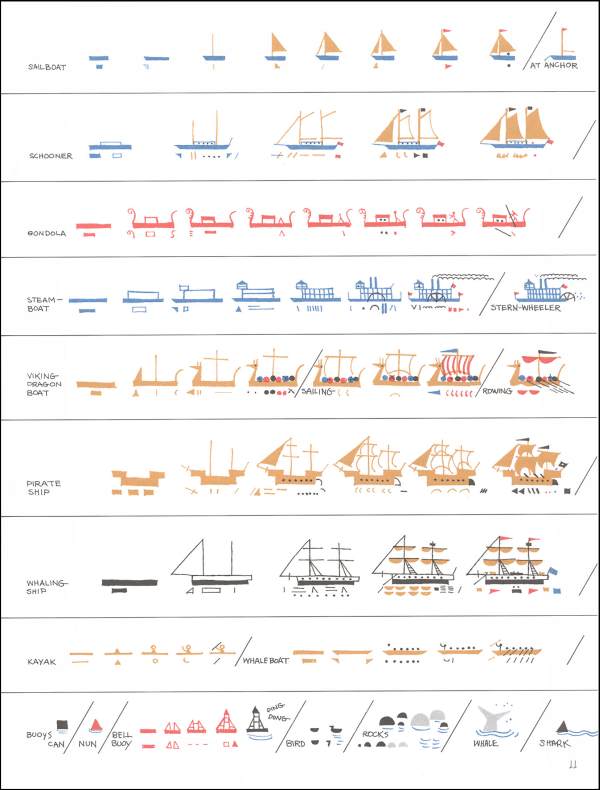 SAILBOAT
AT ANCHOR
SCHOONER
GONDOLA
STEAM-
BOAT
STERN-WHEELER
VIKING-
DRAGON
BOAT
SAILING
ROWING
PIRATE
SHIP
WHALING-
SHIP
KAYAK
WHALEBOAT
BUOYS
CAN
NUN
BELL
BUOY
DING
DONG
BIRD
ROCKS
WHALE
SHARK
11